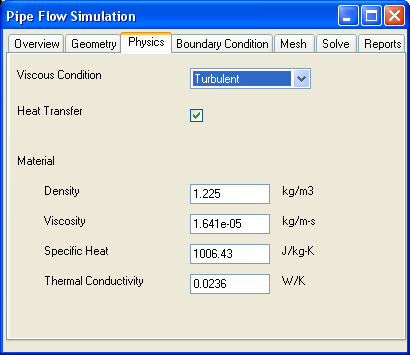 Pipe Flow Simulation
Overview Geometry Physics Boundary Condition Mesh Solve Reports
Viscous Condition Turbulent
Heat Transfer
Material
Density 1.225 kg/m3
Viscosity 1.641e-05 kg/m-s
Specific Heat 1006.43 J/kg-K
Thermal Conductivity 0.0236 W/K